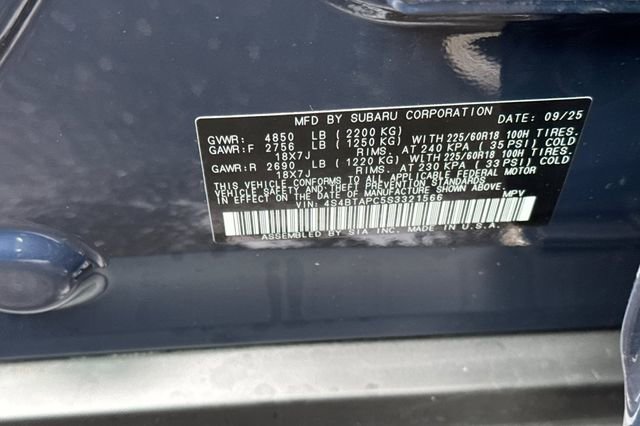 MFD BY SUBARU CORPORATION DATE: 09/25
GVWR: 4850 LB (2200 KG)
GAWR:F 2756 LB (1250 KG) WITH 225/60R18 100H TIRES.
18X7J RIMS. AT 240 KPA (35 PSI) COLD
GAWR:R 2690 LB (1220 KG) WITH 225/60R18 100H TIRES.
18X7J RIMS. AT 230 KPA (33 PSI) COLD
THIS VEHICLE CONFORMS TO ALL APPLICABLE FEDERAL MOTOR
VEHICLE SAFETY AND THEFT PREVENTION STANDARDS
IN EFFECT ON THE DATE OF MANUFACTURE SHOWN ABOVE.
VIN: 4S4BTAPC5S3321566 MPV
ASSEMBLED BY SIA INC. MADE IN U.S.A.